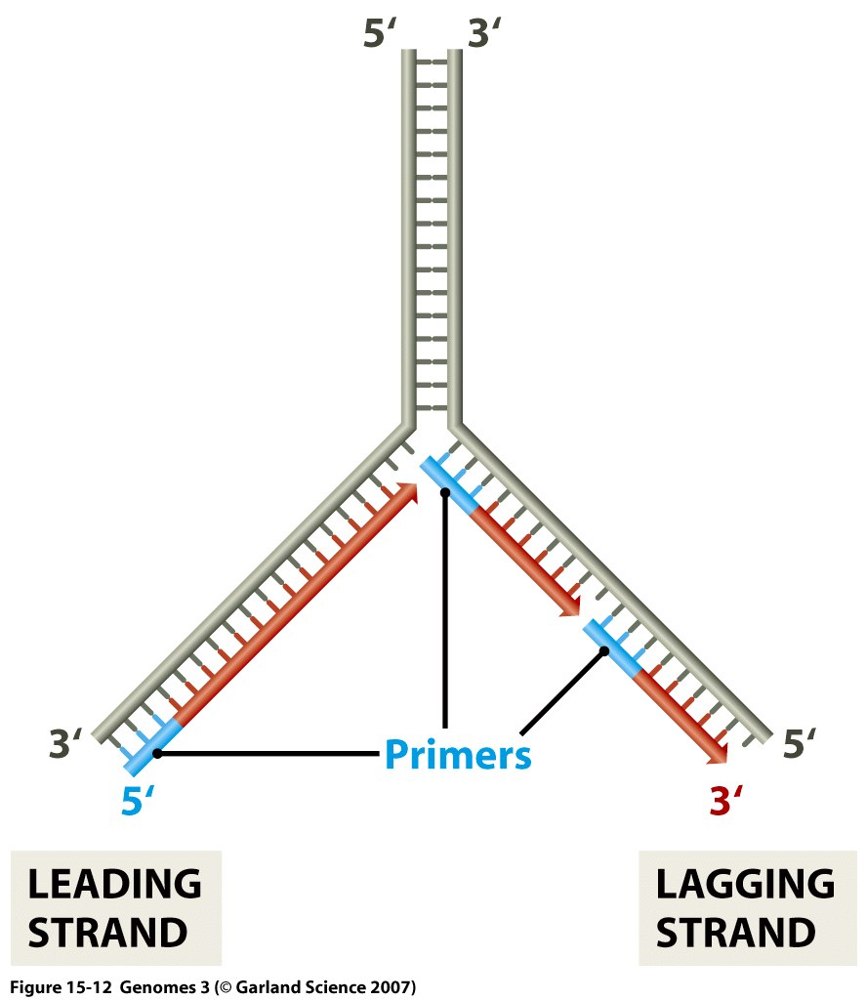 5‘ 3‘
3‘ 5‘
Primers
5‘ 3‘
LEADING
STRAND
LAGGING
STRAND
Figure 15-12 Genomes 3 (© Garland Science 2007)